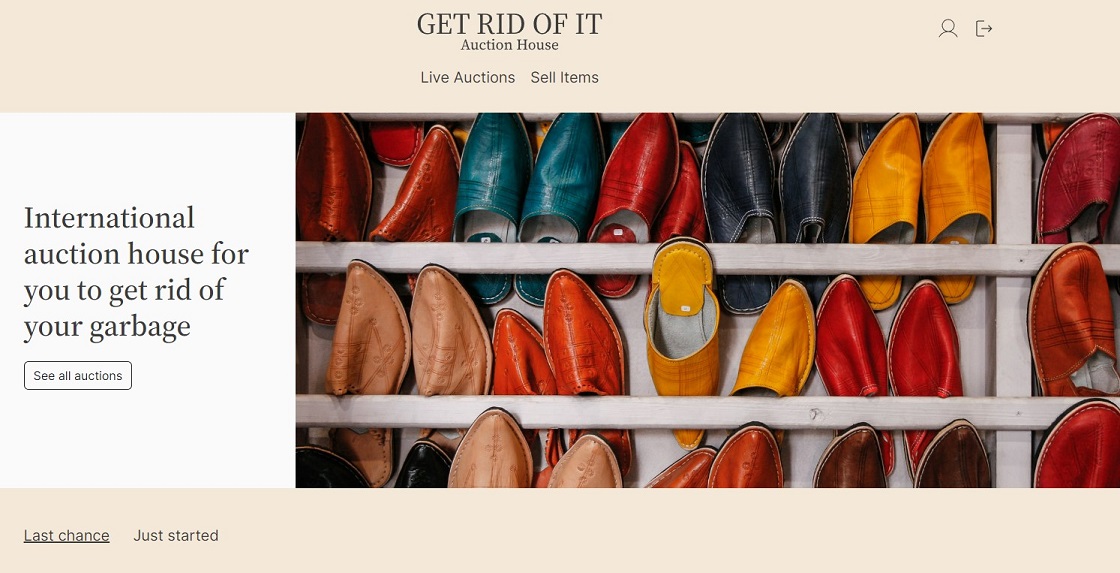 GET RID OF IT
Auction House
Live Auctions Sell Items
International
auction house for
you to get rid of
your garbage
See all auctions
Last chance Just started